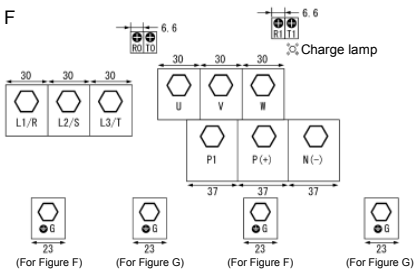 F
6.6
R0 T0
6.6
R1 T1
Charge lamp
30 30 30
L1/R L2/S L3/T
30 30 30
U V W
P1 P(+) N(-)
37 37 37
G G G G
23 23 23 23
(For Figure F) (For Figure G) (For Figure F) (For Figure G)